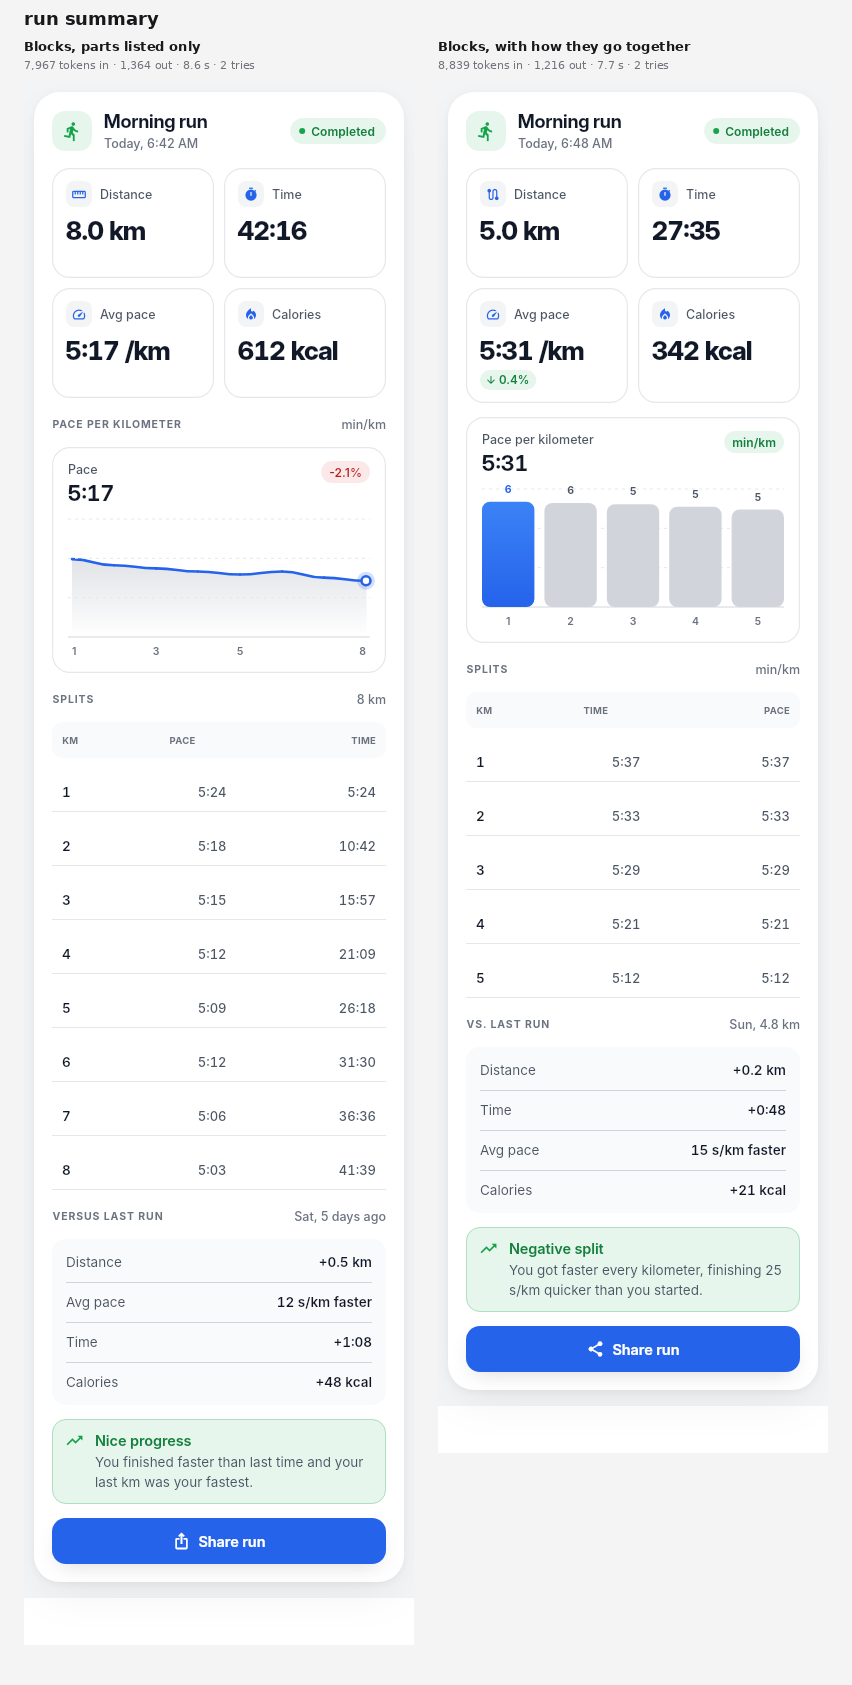 run summary
Blocks, parts listed only
7,967 tokens in · 1,364 out · 8.6 s · 2 tries
Morning run
Today, 6:42 AM
Completed
Distance
8.0 km
Time
42:16
Avg pace
5:17 /km
Calories
612 kcal
PACE PER KILOMETER
min/km
Pace
5:17
-2.1%
1 3 5 8
SPLITS
8 km
KM PACE TIME
1 5:24 5:24
2 5:18 10:42
3 5:15 15:57
4 5:12 21:09
5 5:09 26:18
6 5:12 31:30
7 5:06 36:36
8 5:03 41:39
VERSUS LAST RUN
Sat, 5 days ago
Distance +0.5 km
Avg pace 12 s/km faster
Time +1:08
Calories +48 kcal
Nice progress
You finished faster than last time and your
last km was your fastest.
Share run
Blocks, with how they go together
8,839 tokens in · 1,216 out · 7.7 s · 2 tries
Morning run
Today, 6:48 AM
Completed
Distance
5.0 km
Time
27:35
Avg pace
5:31 /km
↓ 0.4%
Calories
342 kcal
Pace per kilometer
5:31
min/km
6 6 5 5 5
1 2 3 4 5
SPLITS
min/km
KM TIME PACE
1 5:37 5:37
2 5:33 5:33
3 5:29 5:29
4 5:21 5:21
5 5:12 5:12
VS. LAST RUN
Sun, 4.8 km
Distance +0.2 km
Time +0:48
Avg pace 15 s/km faster
Calories +21 kcal
Negative split
You got faster every kilometer, finishing 25
s/km quicker than you started.
Share run